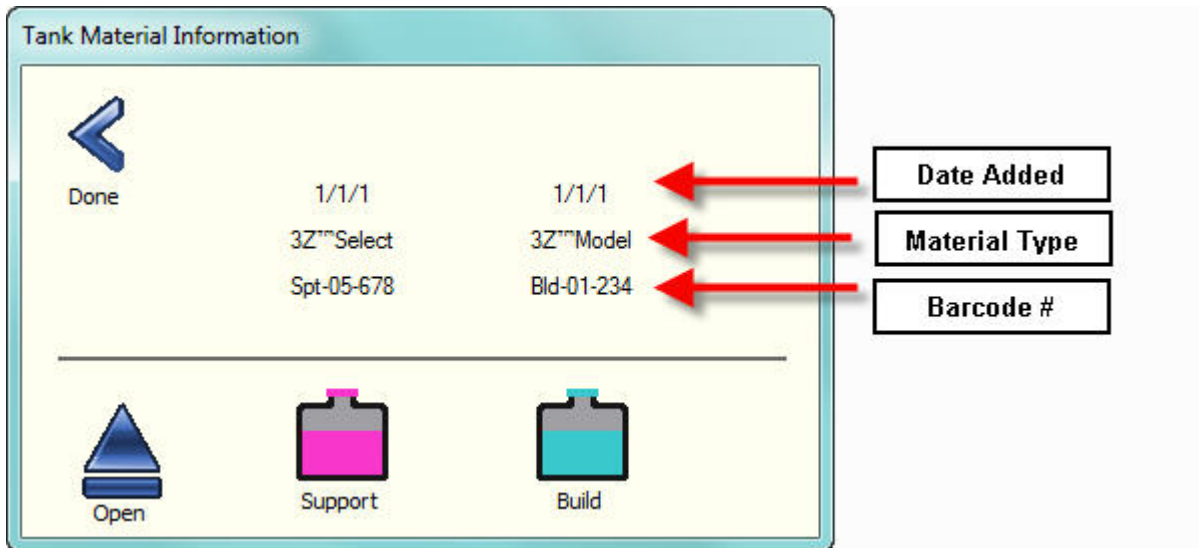 Tank Material Information
Done
1/1/1 1/1/1
3Z™Select 3Z™Model
Spt-05-678 Bld-01-234
Date Added
Material Type
Barcode #
Open
Support
Build